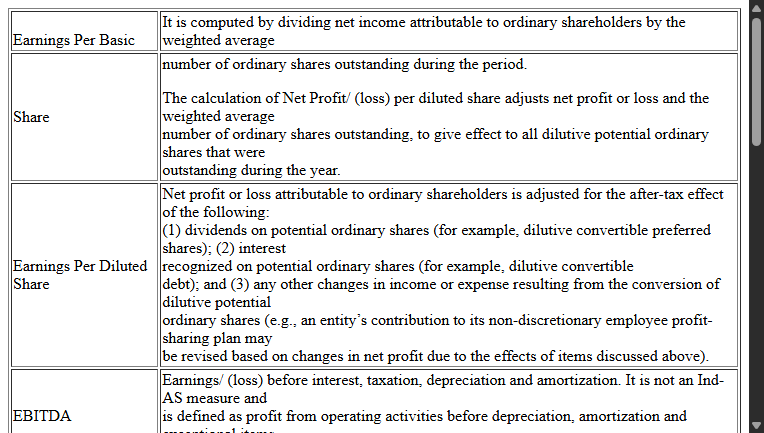 It is computed by dividing net income attributable to ordinary shareholders by the
Earnings Per Basic
weighted average
number of ordinary shares outstanding during the period.
The calculation of Net Profit/ (loss) per diluted share adjusts net profit or loss and the
Share
weighted average
number of ordinary shares outstanding, to give effect to all dilutive potential ordinary
shares that were
outstanding during the year.
Net profit or loss attributable to ordinary shareholders is adjusted for the after-tax effect
of the following:
(1) dividends on potential ordinary shares (for example, dilutive convertible preferred
shares); (2) interest
Earnings Per Diluted
Share
recognized on potential ordinary shares (for example, dilutive convertible
debt); and (3) any other changes in income or expense resulting from the conversion of
dilutive potential
ordinary shares (e.g., an entity’s contribution to its non-discretionary employee profit-
sharing plan may
be revised based on changes in net profit due to the effects of items discussed above).
Earnings/ (loss) before interest, taxation, depreciation and amortization. It is not an Ind-
AS measure and
EBITDA
is defined as profit from operating activities before depreciation, amortization and